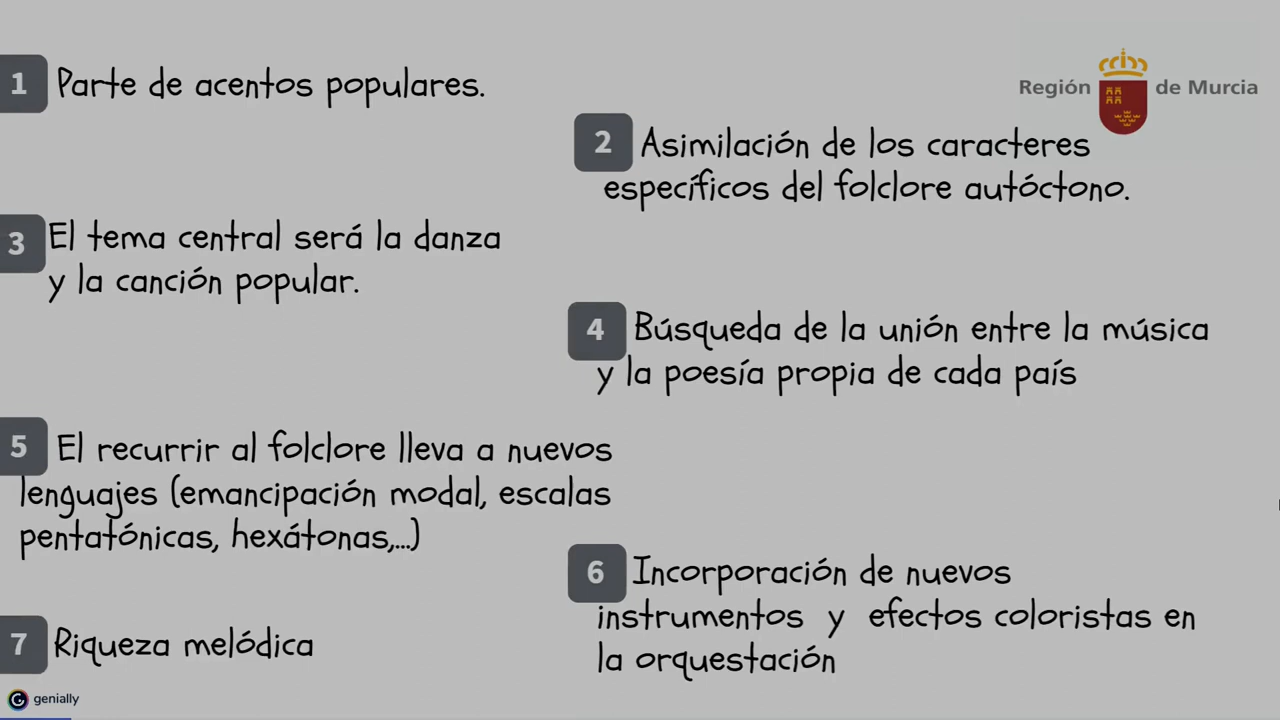 1 Parte de acentos populares.
Región de Murcia
2 Asimilación de los caracteres
específicos del folclore autóctono.
3 El tema central será la danza
y la canción popular.
4 Búsqueda de la unión entre la música
y la poesía propia de cada país
5 El recurrir al folclore lleva a nuevos
lenguajes (emancipación modal, escalas
pentatónicas, hexátonas,...)
6 Incorporación de nuevos
instrumentos y efectos coloristas en
la orquestación
7 Riqueza melódica
genially